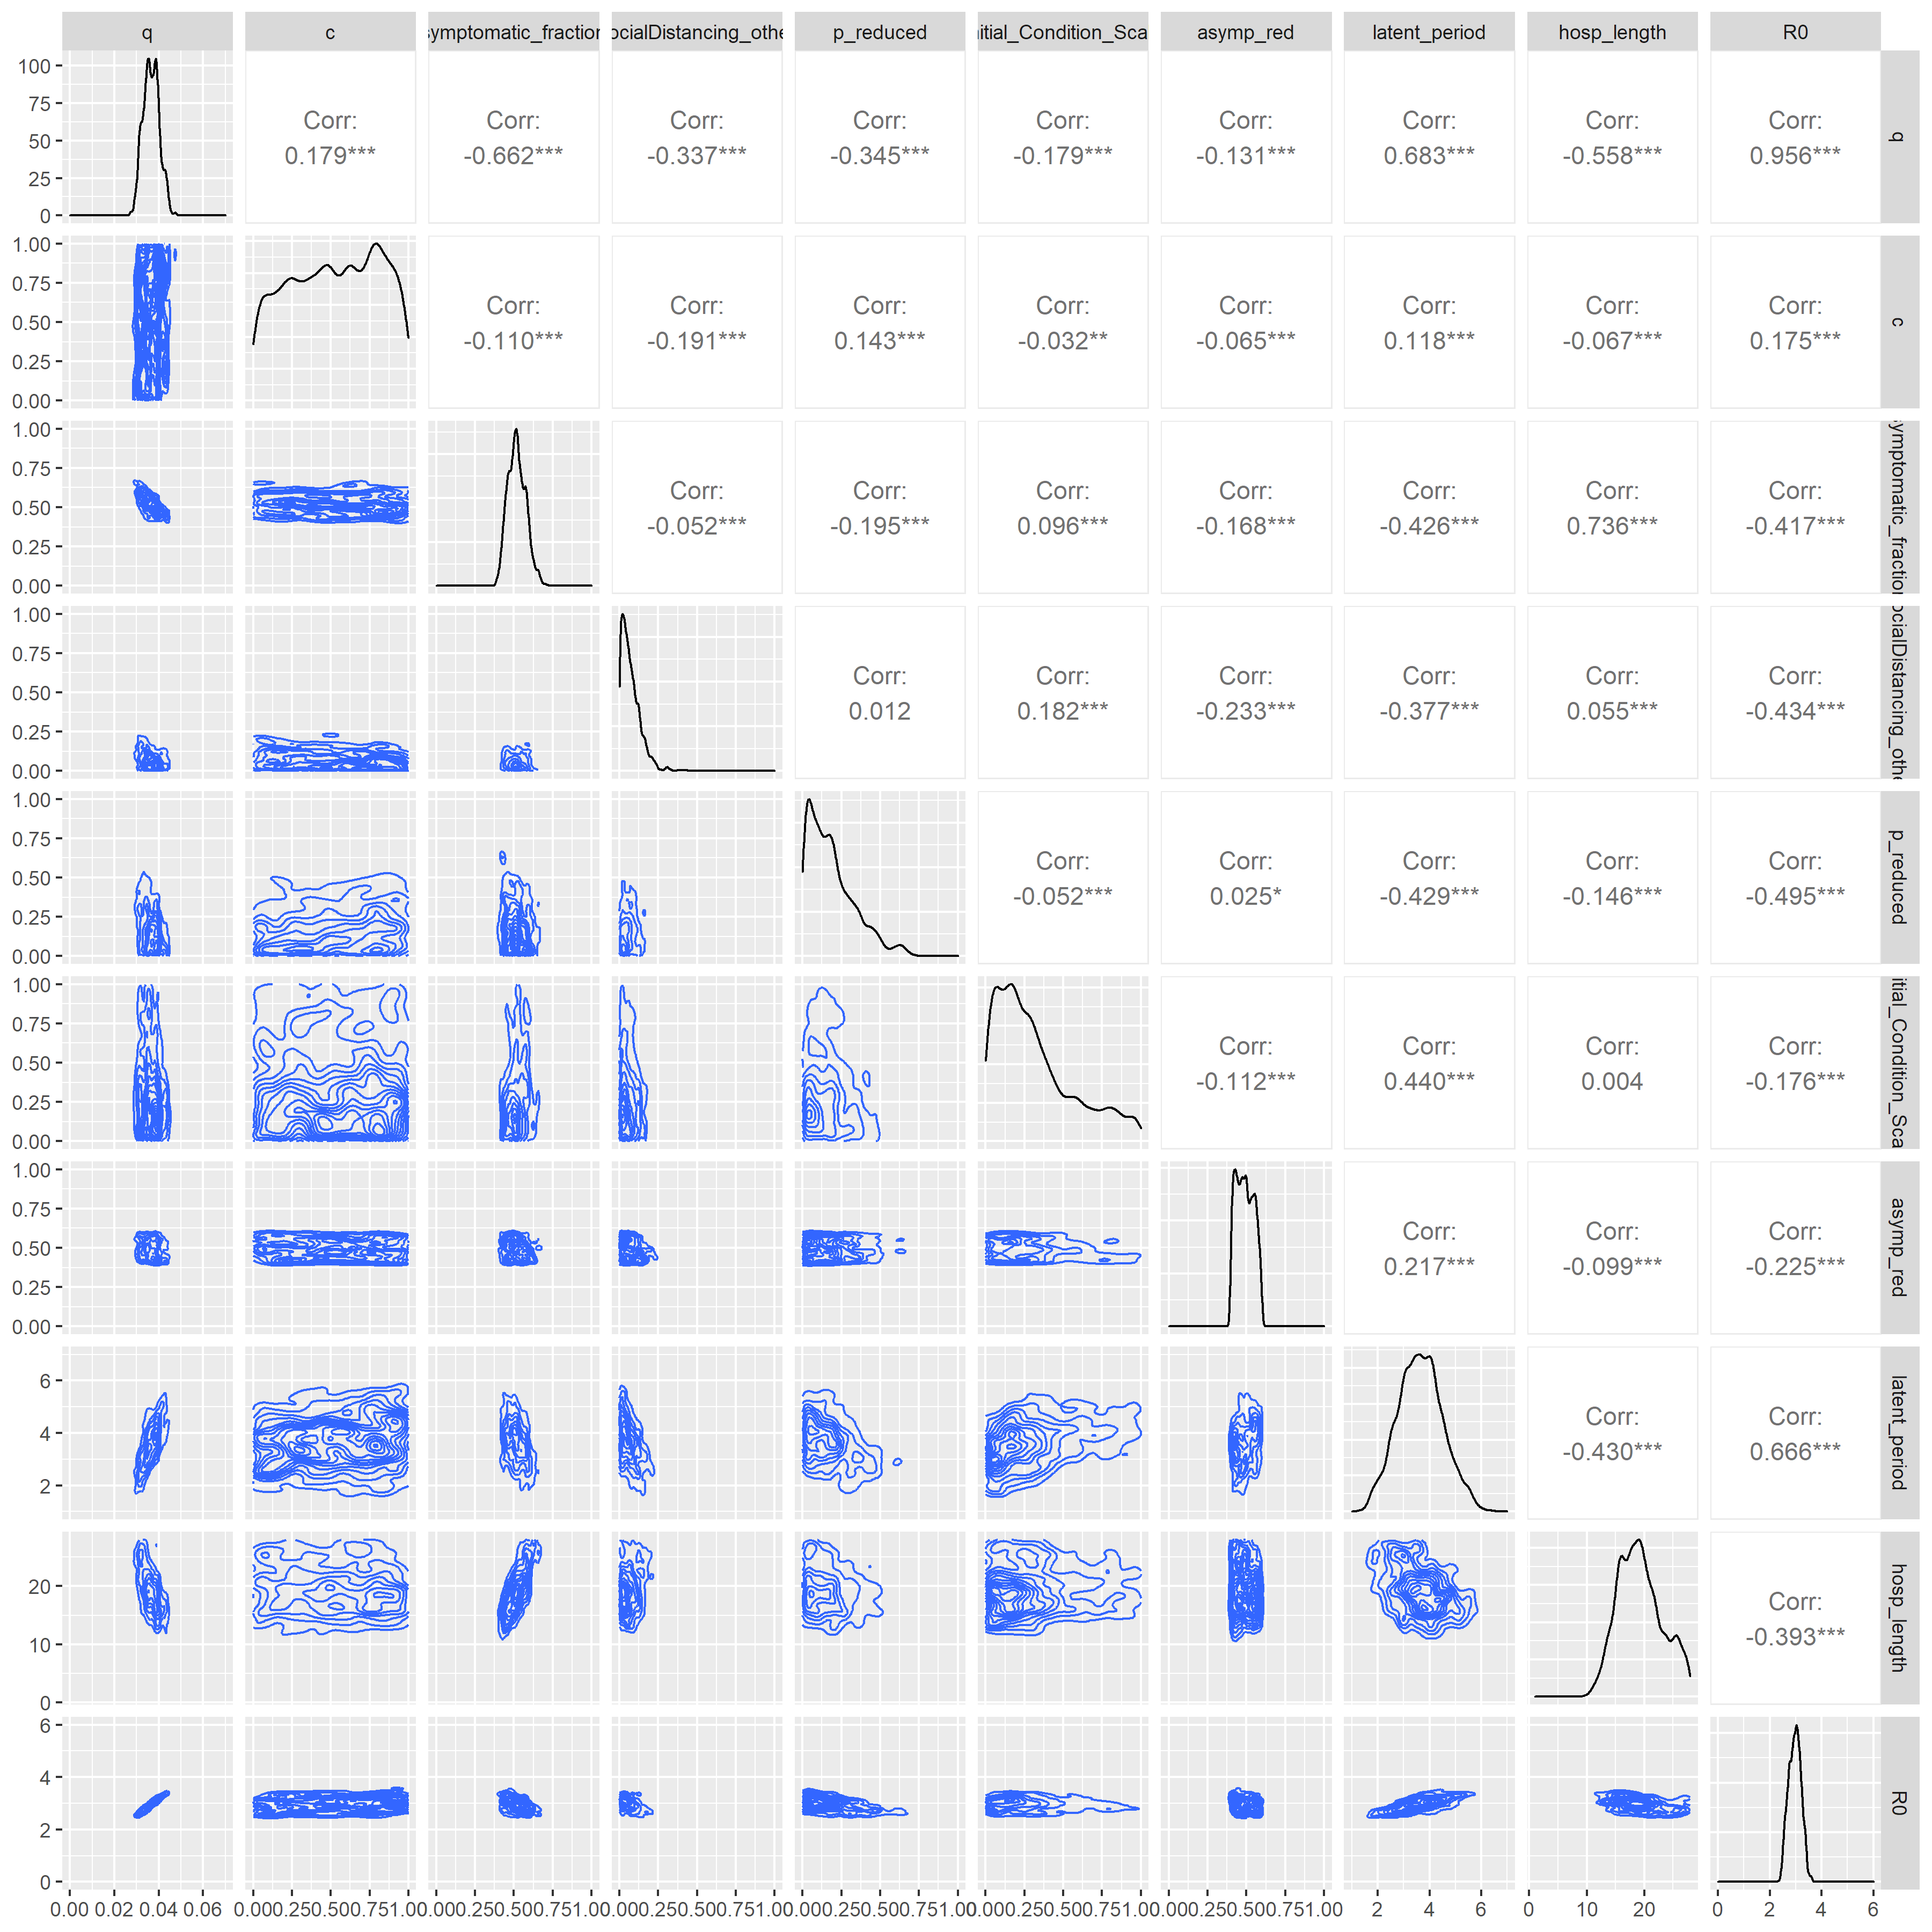 q c symptomatic_fraction ocialDistancing_othe p_reduced nitial_Condition_Sca asymp_red latent_period hosp_length R0
100
75
50
25
0
Corr: Corr: Corr: Corr: Corr: Corr: Corr: Corr: Corr:
0.179*** -0.662*** -0.337*** -0.345*** -0.179*** -0.131*** 0.683*** -0.558*** 0.956***
q
1.00
0.75
0.50
0.25
0.00
Corr: Corr: Corr: Corr: Corr: Corr: Corr: Corr:
-0.110*** -0.191*** 0.143*** -0.032** -0.065*** 0.118*** -0.067*** 0.175***
c
1.00
0.75
0.50
0.25
0.00
Corr: Corr: Corr: Corr: Corr: Corr: Corr:
-0.052*** -0.195*** 0.096*** -0.168*** -0.426*** 0.736*** -0.417***
symptomatic_fraction
1.00
0.75
0.50
0.25
0.00
Corr: Corr: Corr: Corr: Corr: Corr:
0.012 0.182*** -0.233*** -0.377*** 0.055*** -0.434***
ocialDistancing_othe
1.00
0.75
0.50
0.25
0.00
Corr: Corr: Corr: Corr: Corr:
-0.052*** 0.025* -0.429*** -0.146*** -0.495***
p_reduced
1.00
0.75
0.50
0.25
0.00
Corr: Corr: Corr: Corr:
-0.112*** 0.440*** 0.004 -0.176***
itial_Condition_Sca
1.00
0.75
0.50
0.25
0.00
Corr: Corr: Corr:
0.217*** -0.099*** -0.225***
asymp_red
6
4
2
Corr: Corr:
-0.430*** 0.666***
latent_period
20
10
0
Corr:
-0.393***
hosp_length
6
4
2
0
R0
0.00 0.02 0.04 0.06 0.000.250.500.751.00 0.000.250.500.751.00 0.000.250.500.751.00 0.000.250.500.751.00 0.000.250.500.751.00 0.000.250.500.751.00 2 4 6 0 10 20 0 2 4 6